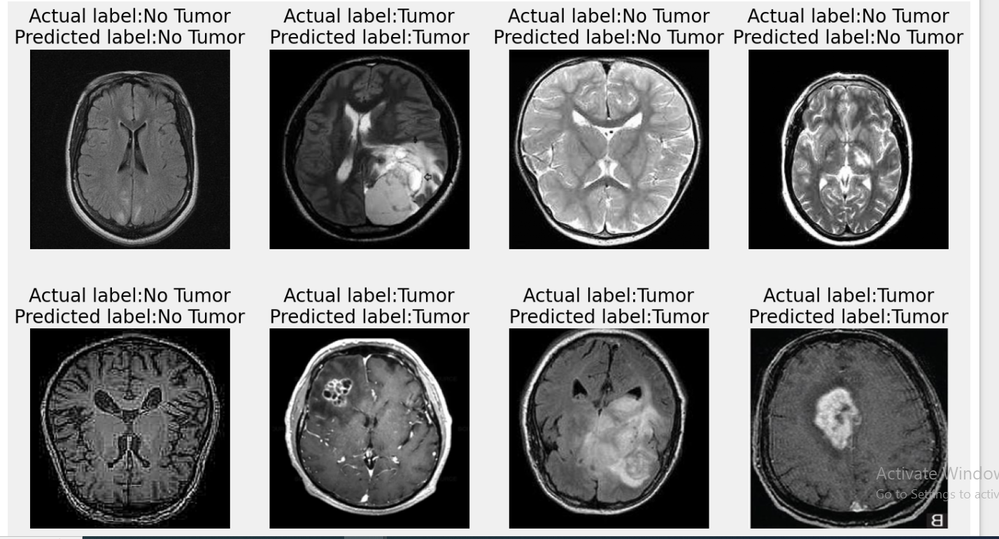 Actual label:No Tumor
Predicted label:No Tumor
Actual label:Tumor
Predicted label:Tumor
Actual label:No Tumor
Predicted label:No Tumor
Actual label:No Tumor
Predicted label:No Tumor
Actual label:No Tumor
Predicted label:No Tumor
Actual label:Tumor
Predicted label:Tumor
Actual label:Tumor
Predicted label:Tumor
Actual label:Tumor
Predicted label:Tumor
Activate Window
Go to Settings to activ
B